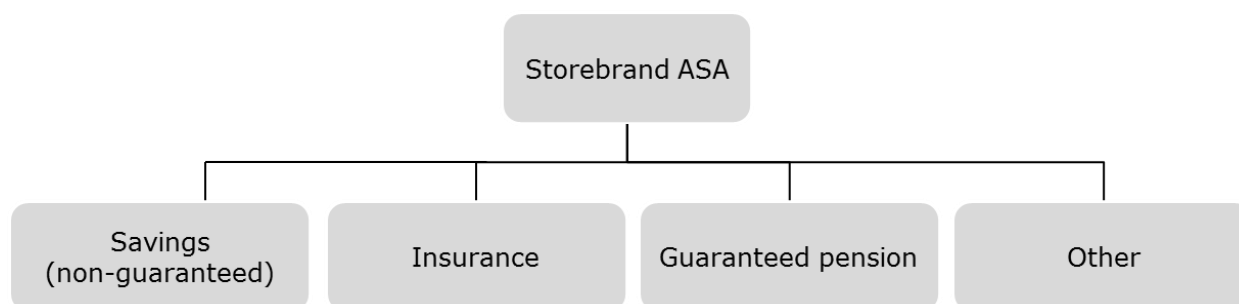 Storebrand ASA
Savings
(non-guaranteed)
Insurance
Guaranteed pension
Other